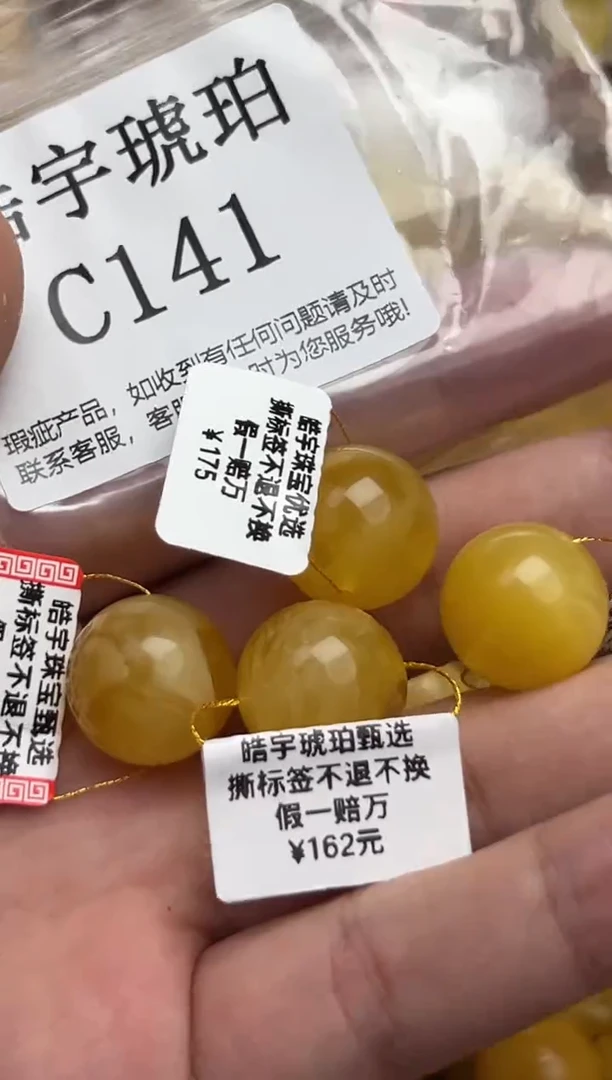 皓宇琥珀
C141
瑕疵产品，如收到有任何问题请及时
联系客服，客 时为您服务哦!
皓宇珠宝优选
撕标签不退不换
假一赔万
¥175
皓宇珠宝甄选
撕标签不退不换
皓宇琥珀甄选
撕标签不退不换
假一赔万
¥162元